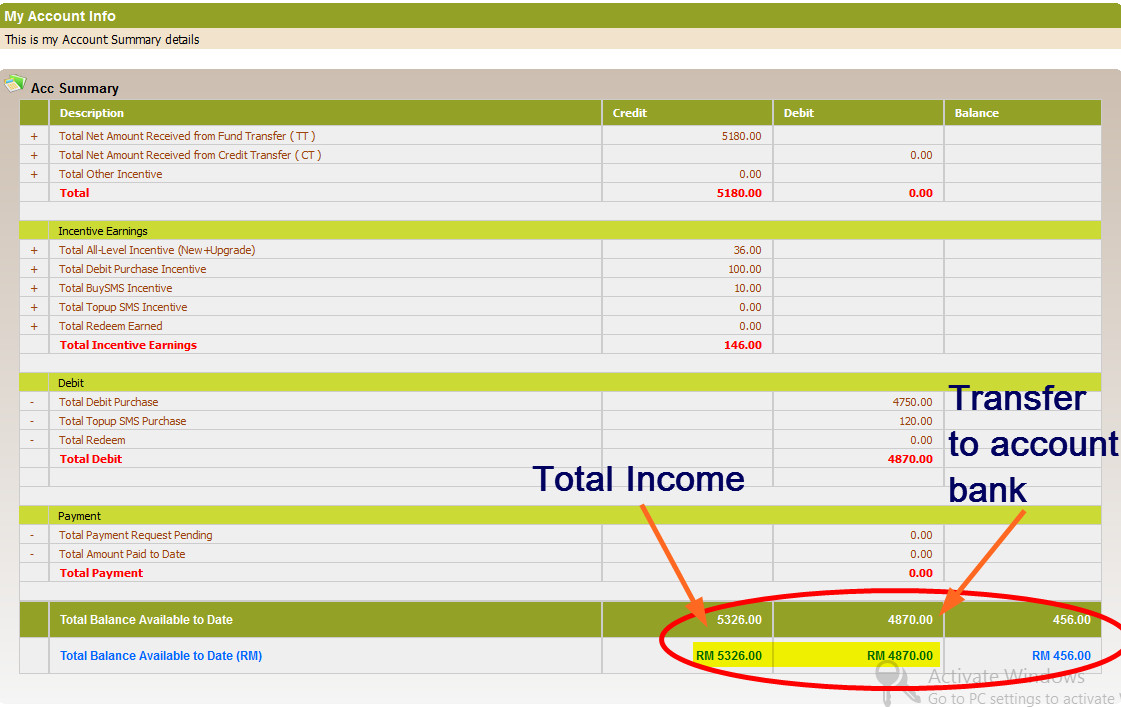 My Account Info
This is my Account Summary details
Acc Summary
Description Credit Debit Balance
+ Total Net Amount Received from Fund Transfer ( TT ) 5180.00
+ Total Net Amount Received from Credit Transfer ( CT ) 0.00
+ Total Other Incentive 0.00
Total 5180.00 0.00
Incentive Earnings
+ Total All-Level Incentive (New+Upgrade) 36.00
+ Total Debit Purchase Incentive 100.00
+ Total BuySMS Incentive 10.00
+ Total Topup SMS Incentive 0.00
+ Total Redeem Earned 0.00
Total Incentive Earnings 146.00
Debit
- Total Debit Purchase 4750.00
- Total Topup SMS Purchase 120.00
- Total Redeem 0.00
Total Debit 4870.00
Transfer
to account
bank
Total Income
Payment
- Total Payment Request Pending 0.00
- Total Amount Paid to Date 0.00
Total Payment 0.00
Total Balance Available to Date 5326.00 4870.00 456.00
Total Balance Available to Date (RM) RM 5326.00 RM 4870.00 RM 456.00
Activate Windows
Go to PC settings to activate